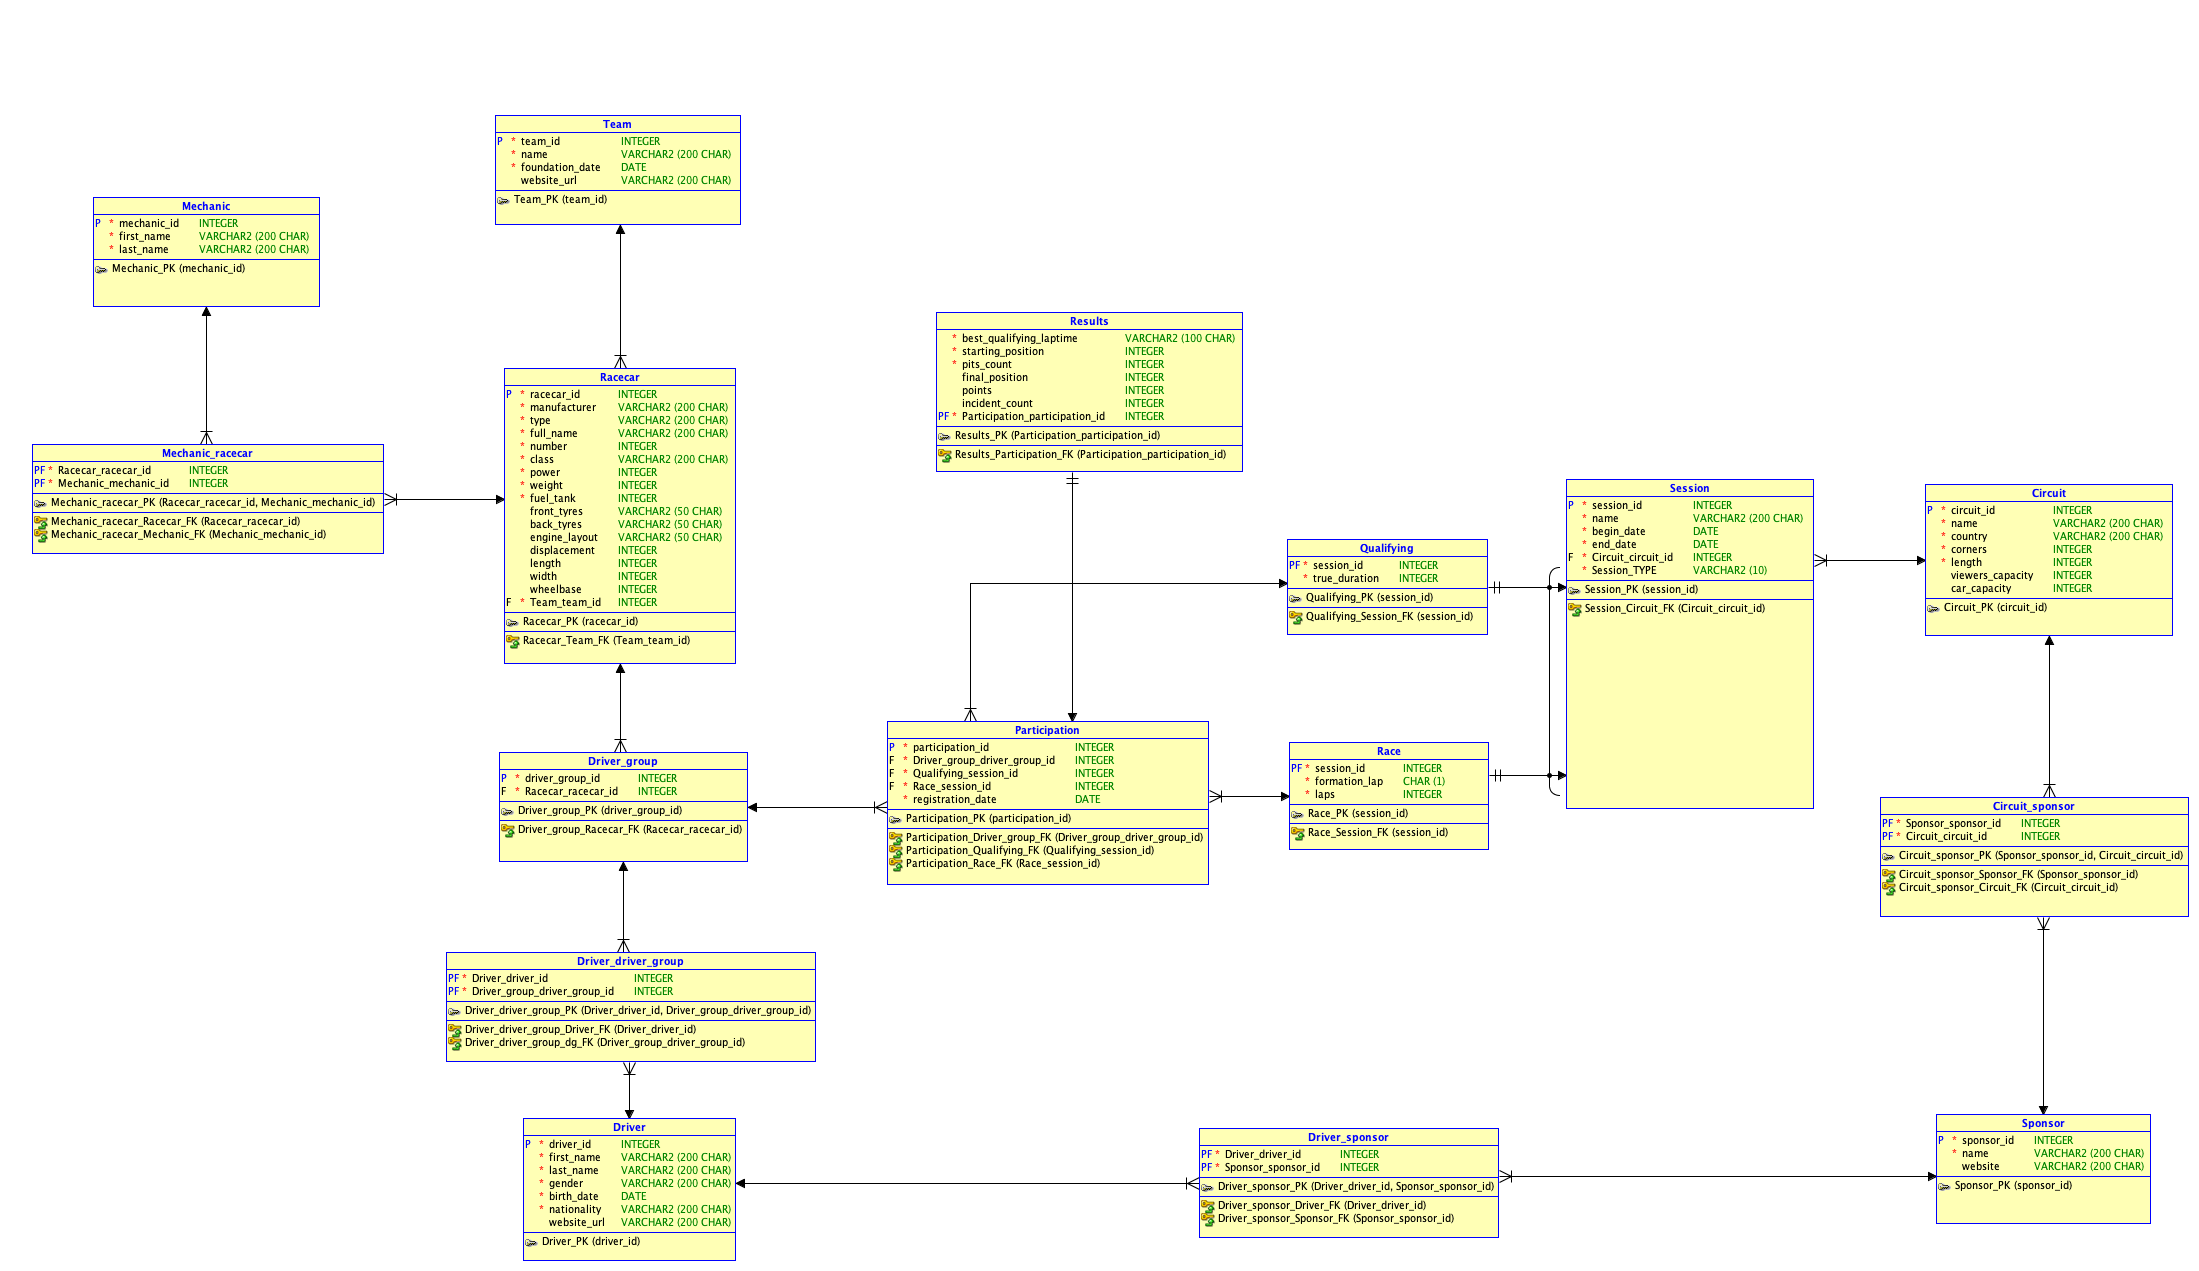 Team
P * team_id INTEGER
* name VARCHAR2 (200 CHAR)
* foundation_date DATE
website_url VARCHAR2 (200 CHAR)
Team_PK (team_id)
Mechanic
P * mechanic_id INTEGER
* first_name VARCHAR2 (200 CHAR)
* last_name VARCHAR2 (200 CHAR)
Mechanic_PK (mechanic_id)
Results
* best_qualifying_laptime VARCHAR2 (100 CHAR)
* starting_position INTEGER
* pits_count INTEGER
final_position INTEGER
points INTEGER
incident_count INTEGER
PF * Participation_participation_id INTEGER
Results_PK (Participation_participation_id)
Results_Participation_FK (Participation_participation_id)
Racecar
P * racecar_id INTEGER
* manufacturer VARCHAR2 (200 CHAR)
* type VARCHAR2 (200 CHAR)
* full_name VARCHAR2 (200 CHAR)
* number INTEGER
* class VARCHAR2 (200 CHAR)
* power INTEGER
* weight INTEGER
* fuel_tank INTEGER
front_tyres VARCHAR2 (50 CHAR)
back_tyres VARCHAR2 (50 CHAR)
engine_layout VARCHAR2 (50 CHAR)
displacement INTEGER
length INTEGER
width INTEGER
wheelbase INTEGER
F * Team_team_id INTEGER
Racecar_PK (racecar_id)
Racecar_Team_FK (Team_team_id)
Mechanic_racecar
PF * Racecar_racecar_id INTEGER
PF * Mechanic_mechanic_id INTEGER
Mechanic_racecar_PK (Racecar_racecar_id, Mechanic_mechanic_id)
Mechanic_racecar_Racecar_FK (Racecar_racecar_id)
Mechanic_racecar_Mechanic_FK (Mechanic_mechanic_id)
Session
P * session_id INTEGER
* name VARCHAR2 (200 CHAR)
* begin_date DATE
* end_date DATE
F * Circuit_circuit_id INTEGER
* Session_TYPE VARCHAR2 (10)
Session_PK (session_id)
Session_Circuit_FK (Circuit_circuit_id)
Circuit
P * circuit_id INTEGER
* name VARCHAR2 (200 CHAR)
* country VARCHAR2 (200 CHAR)
* corners INTEGER
* length INTEGER
viewers_capacity INTEGER
car_capacity INTEGER
Circuit_PK (circuit_id)
Qualifying
PF * session_id INTEGER
* true_duration INTEGER
Qualifying_PK (session_id)
Qualifying_Session_FK (session_id)
Participation
P * participation_id INTEGER
F * Driver_group_driver_group_id INTEGER
F * Qualifying_session_id INTEGER
F * Race_session_id INTEGER
* registration_date DATE
Participation_PK (participation_id)
Participation_Driver_group_FK (Driver_group_driver_group_id)
Participation_Qualifying_FK (Qualifying_session_id)
Participation_Race_FK (Race_session_id)
Race
PF * session_id INTEGER
* formation_lap CHAR (1)
* laps INTEGER
Race_PK (session_id)
Race_Session_FK (session_id)
Driver_group
P * driver_group_id INTEGER
F * Racecar_racecar_id INTEGER
Driver_group_PK (driver_group_id)
Driver_group_Racecar_FK (Racecar_racecar_id)
Circuit_sponsor
PF * Sponsor_sponsor_id INTEGER
PF * Circuit_circuit_id INTEGER
Circuit_sponsor_PK (Sponsor_sponsor_id, Circuit_circuit_id)
Circuit_sponsor_Sponsor_FK (Sponsor_sponsor_id)
Circuit_sponsor_Circuit_FK (Circuit_circuit_id)
Driver_driver_group
PF * Driver_driver_id INTEGER
PF * Driver_group_driver_group_id INTEGER
Driver_driver_group_PK (Driver_driver_id, Driver_group_driver_group_id)
Driver_driver_group_Driver_FK (Driver_driver_id)
Driver_driver_group_dg_FK (Driver_group_driver_group_id)
Driver
P * driver_id INTEGER
* first_name VARCHAR2 (200 CHAR)
* last_name VARCHAR2 (200 CHAR)
* gender VARCHAR2 (200 CHAR)
* birth_date DATE
* nationality VARCHAR2 (200 CHAR)
website_url VARCHAR2 (200 CHAR)
Driver_PK (driver_id)
Driver_sponsor
PF * Driver_driver_id INTEGER
PF * Sponsor_sponsor_id INTEGER
Driver_sponsor_PK (Driver_driver_id, Sponsor_sponsor_id)
Driver_sponsor_Driver_FK (Driver_driver_id)
Driver_sponsor_Sponsor_FK (Sponsor_sponsor_id)
Sponsor
P * sponsor_id INTEGER
* name VARCHAR2 (200 CHAR)
website VARCHAR2 (200 CHAR)
Sponsor_PK (sponsor_id)